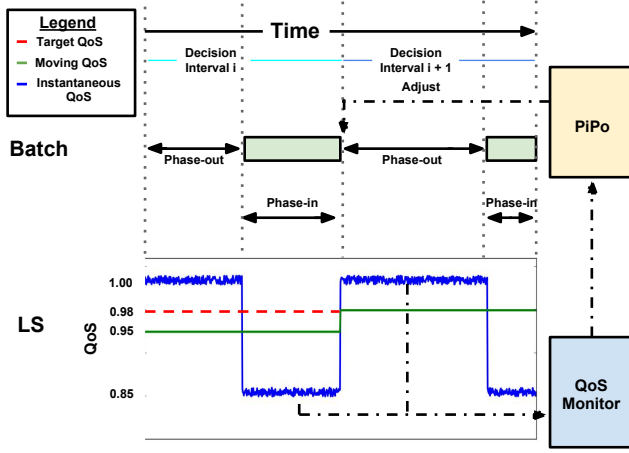 Legend
Target QoS
Moving QoS
Instantaneous
QoS
Time
Decision
Interval i
Decision
Interval i + 1
Adjust
PiPo
Batch
Phase-out
Phase-out
Phase-in
Phase-in
LS
QoS
1.00
0.98
0.95
0.85
QoS
Monitor